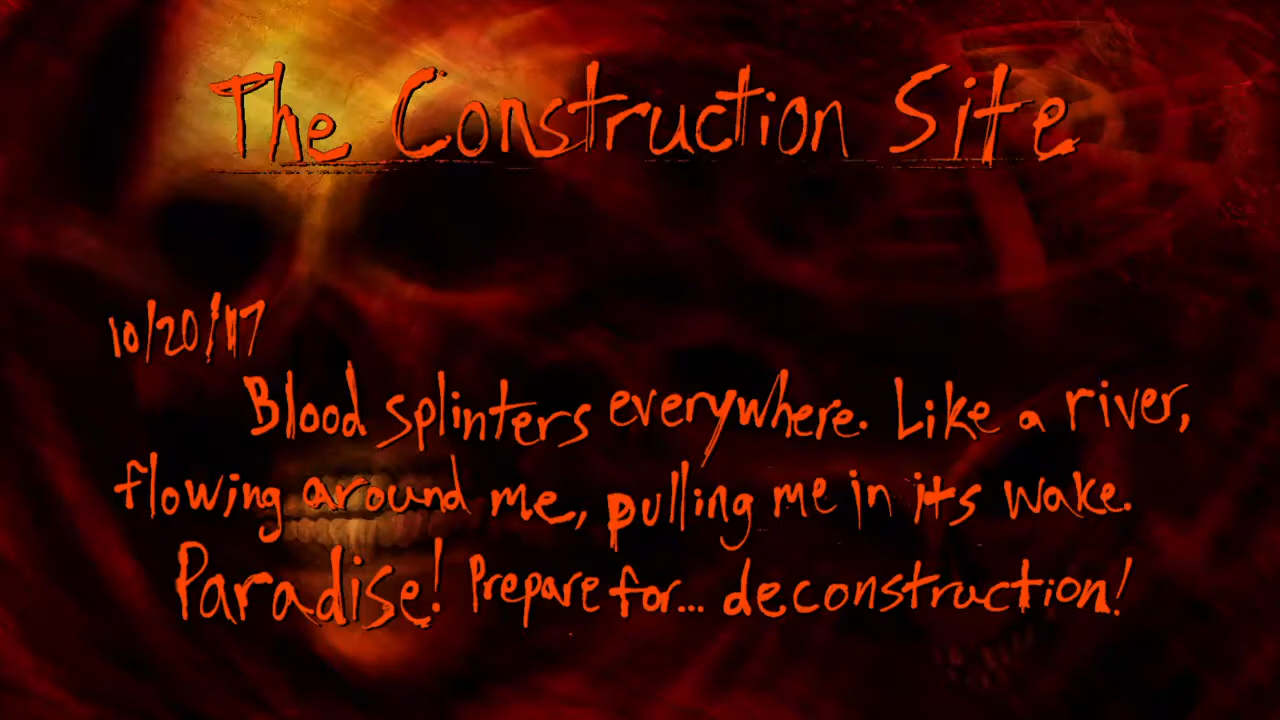 The Construction Site
10/20/'17
Blood splinters everywhere. Like a river,
flowing around me, pulling me in its wake.
Paradise! Prepare for... deconstruction!